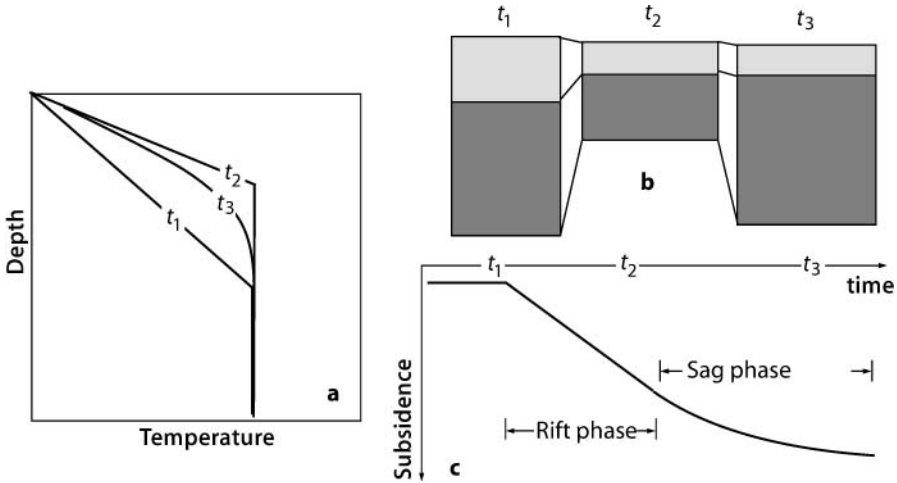 t1
t2
t3
b
t2
t3
t1
Depth
a
Temperature
t1
t2
t3
time
Subsidence
Sag phase
Rift phase
c